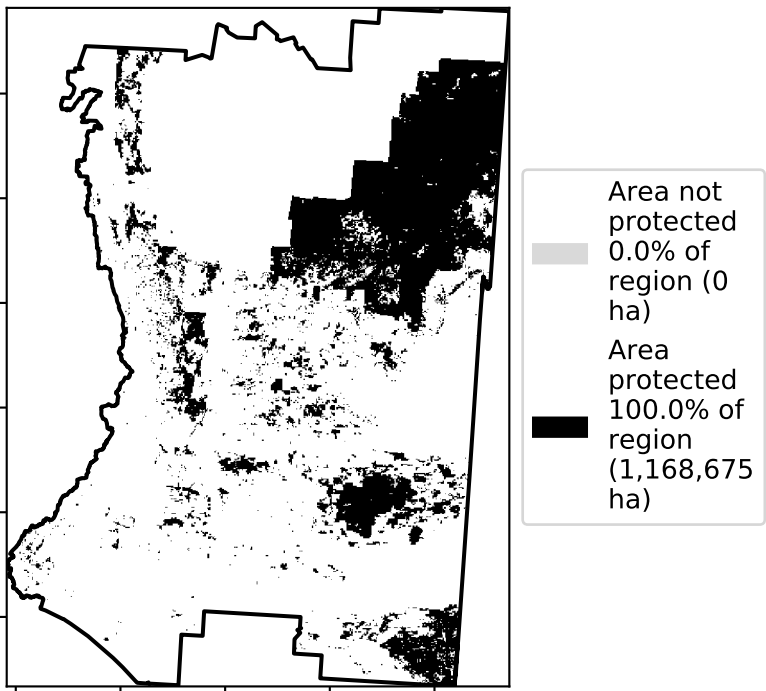 Area not
protected
0.0% of
region (0
ha)
Area
protected
100.0% of
region
(1,168,675
ha)